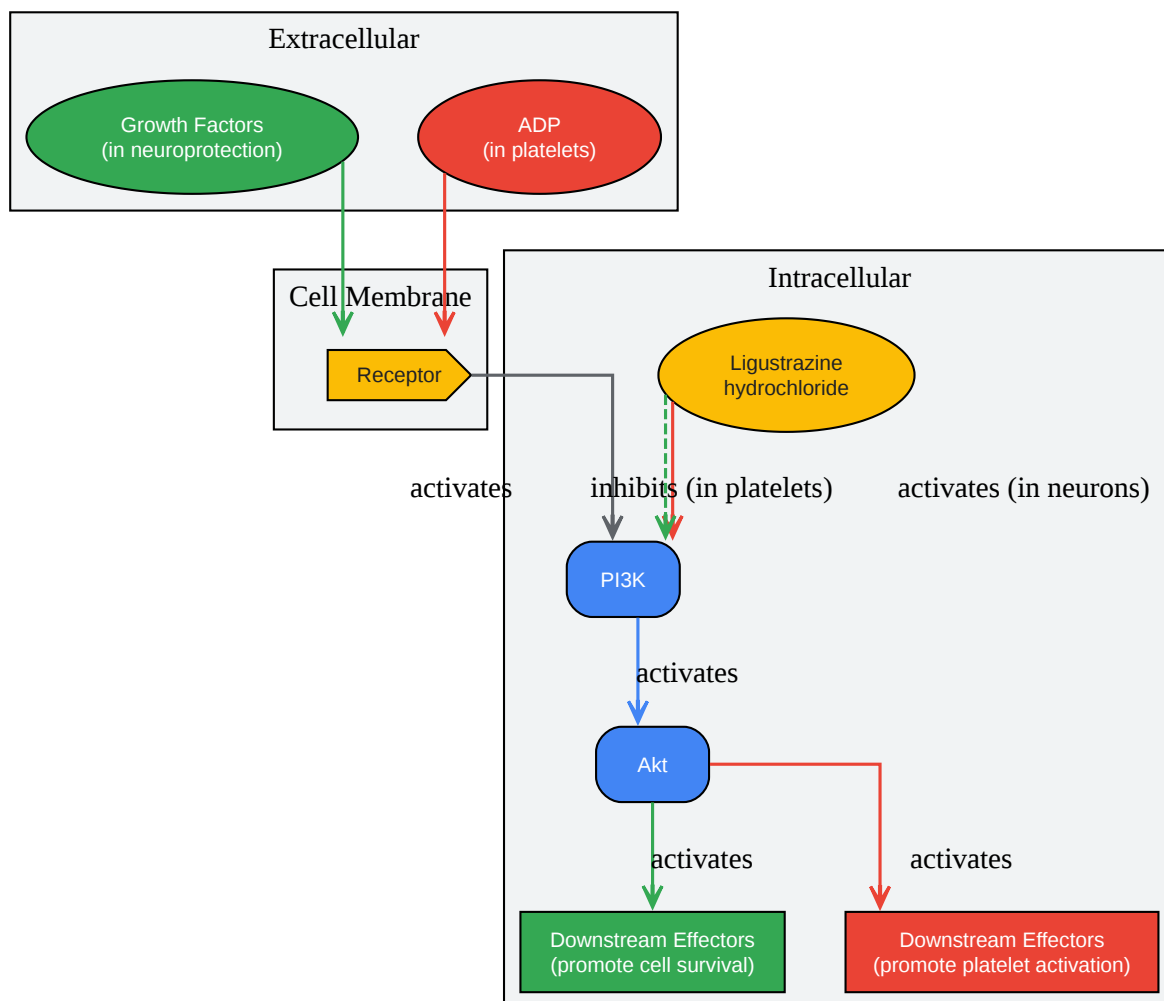 Extracellular
Growth Factors
(in neuroprotection)
ADP
(in platelets)
Cell Membrane
Receptor
Intracellular
Ligustrazine
hydrochloride
activates
inhibits (in platelets)
activates (in neurons)
PI3K
activates
Akt
activates
activates
Downstream Effectors
(promote cell survival)
Downstream Effectors
(promote platelet activation)